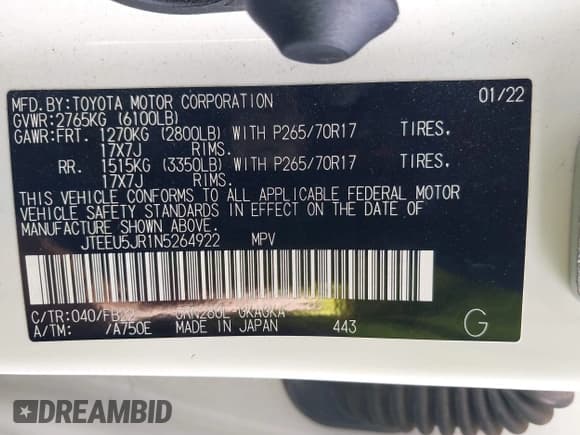 MFD.BY:TOYOTA MOTOR CORPORATION 01/22
GVWR:2765KG (6100LB)
GAWR:FRT. 1270KG (2800LB) WITH P265/70R17 TIRES,
17X7J RIMS.
RR. 1515KG (3350LB) WITH P265/70R17 TIRES,
17X7J RIMS.
THIS VEHICLE CONFORMS TO ALL APPLICABLE FEDERAL MOTOR
VEHICLE SAFETY STANDARDS IN EFFECT ON THE DATE OF
MANUFACTURE SHOWN ABOVE.
JTEEU5JR1N5264922 MPV
C/TR:040/FB22 GRN280L-GKAGKA
A/TM: /A750E MADE IN JAPAN 443 G
DREAMBID